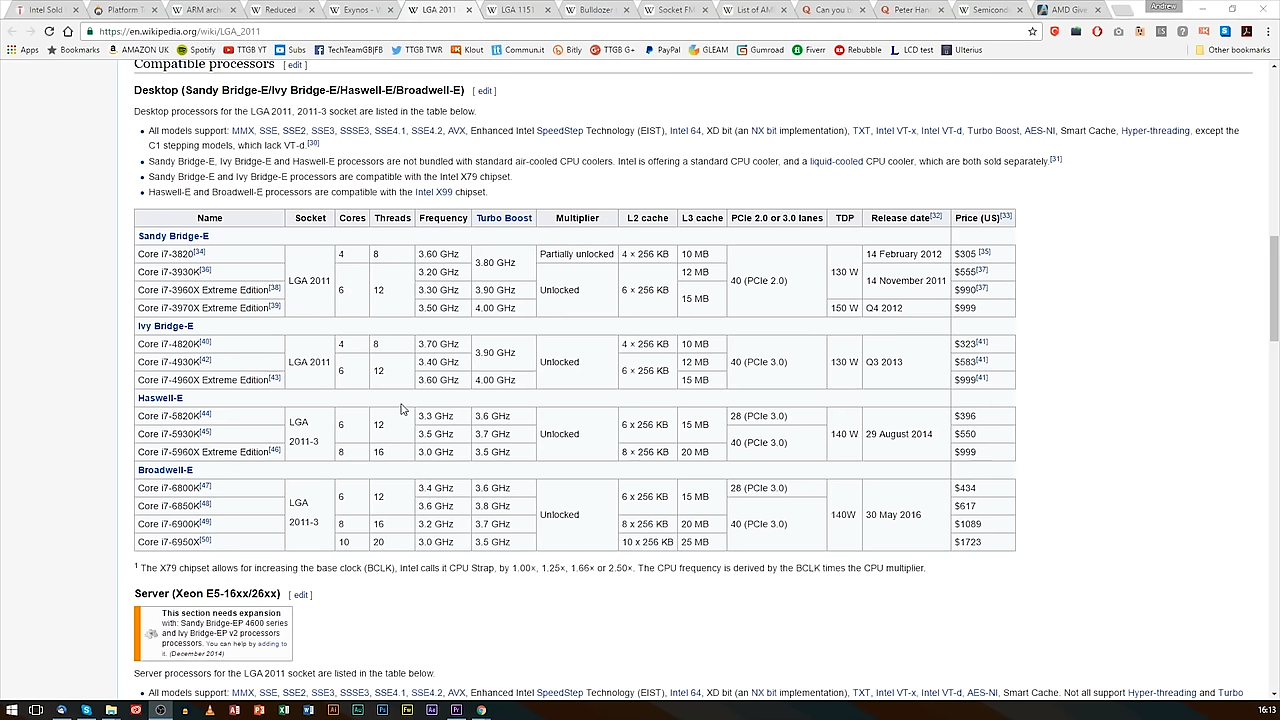 Intel Sold
Platform T
ARM arch
Reduced i
Exynos - V
LGA 2011
LGA 1151
Bulldozer
Socket FM
List of AM
Can you b
Peter Han
Semicond
AMD Give
Andrew
https://en.wikipedia.org/wiki/LGA_2011
Apps
Bookmarks
AMAZON UK
Spotify
TTGB YT
Subs
TechTeamGBJFB
TTGB TWR
Klout
Commun.it
Bitly
TTGB G+
PayPal
GLEAM
Gumroad
Fiverr
Rebubble
LCD test
Ulterius
Other bookmarks
Compatible processors [ edit ]
Desktop (Sandy Bridge-E/Ivy Bridge-E/Haswell-E/Broadwell-E) [ edit ]
Desktop processors for the LGA 2011, 2011-3 socket are listed in the table below.
• All models support: MMX, SSE, SSE2, SSE3, SSSE3, SSE4.1, SSE4.2, AVX, Enhanced Intel SpeedStep Technology (EIST), Intel 64, XD bit (an NX bit implementation), TXT, Intel VT-x, Intel VT-d, Turbo Boost, AES-NI, Smart Cache, Hyper-threading, except the
C1 stepping models, which lack VT-d.[30]
• Sandy Bridge-E, Ivy Bridge-E and Haswell-E processors are not bundled with standard air-cooled CPU coolers. Intel is offering a standard CPU cooler, and a liquid-cooled CPU cooler, which are both sold separately.[31]
• Sandy Bridge-E and Ivy Bridge-E processors are compatible with the Intel X79 chipset.
• Haswell-E and Broadwell-E processors are compatible with the Intel X99 chipset.
Name Socket Cores Threads Frequency Turbo Boost Multiplier L2 cache L3 cache PCIe 2.0 or 3.0 lanes TDP Release date[32] Price (US)[33]
Sandy Bridge-E
Core i7-3820[34] LGA 2011 4 8 3.60 GHz 3.80 GHz Partially unlocked 4 × 256 KB 10 MB 40 (PCIe 2.0) 130 W 14 February 2012 $305 [35]
Core i7-3930K[36] 6 12 3.20 GHz Unlocked 6 × 256 KB 12 MB 14 November 2011 $555[37]
Core i7-3960X Extreme Edition[38] 3.30 GHz 3.90 GHz 15 MB $990[37]
Core i7-3970X Extreme Edition[39] 3.50 GHz 4.00 GHz 150 W Q4 2012 $999
Ivy Bridge-E
Core i7-4820K[40] LGA 2011 4 8 3.70 GHz 3.90 GHz Unlocked 4 × 256 KB 10 MB 40 (PCIe 3.0) 130 W Q3 2013 $323[41]
Core i7-4930K[42] 6 12 3.40 GHz 6 × 256 KB 12 MB $583[41]
Core i7-4960X Extreme Edition[43] 3.60 GHz 4.00 GHz 15 MB $999[41]
Haswell-E
Core i7-5820K[44] LGA 2011-3 6 12 3.3 GHz 3.6 GHz Unlocked 6 x 256 KB 15 MB 28 (PCIe 3.0) 140 W 29 August 2014 $396
Core i7-5930K[45] 3.5 GHz 3.7 GHz 40 (PCIe 3.0) $550
Core i7-5960X Extreme Edition[46] 8 16 3.0 GHz 3.5 GHz 8 × 256 KB 20 MB $999
Broadwell-E
Core i7-6800K[47] LGA 2011-3 6 12 3.4 GHz 3.6 GHz Unlocked 6 x 256 KB 15 MB 28 (PCIe 3.0) 140W 30 May 2016 $434
Core i7-6850K[48] 3.6 GHz 3.8 GHz 40 (PCIe 3.0) $617
Core i7-6900K[49] 8 16 3.2 GHz 3.7 GHz 8 x 256 KB 20 MB $1089
Core i7-6950X[50] 10 20 3.0 GHz 3.5 GHz 10 x 256 KB 25 MB $1723
1 The X79 chipset allows for increasing the base clock (BCLK), Intel calls it CPU Strap, by 1.00×, 1.25×, 1.66× or 2.50×. The CPU frequency is derived by the BCLK times the CPU multiplier.
Server (Xeon E5-16xx/26xx) [ edit ]
This section needs expansion
with: Sandy Bridge-EP 4600 series
and Ivy Bridge-EP v2 processors
processors. You can help by adding to
it. (December 2014)
Server processors for the LGA 2011 socket are listed in the table below.
• All models support: MMX, SSE, SSE2, SSE3, SSSE3, SSE4.1, SSE4.2, AVX, Enhanced Intel SpeedStep Technology (EIST), Intel 64, XD bit (an NX bit implementation), TXT, Intel VT-x, Intel VT-d, AES-NI, Smart Cache. Not all support Hyper-threading and Turbo
16:13